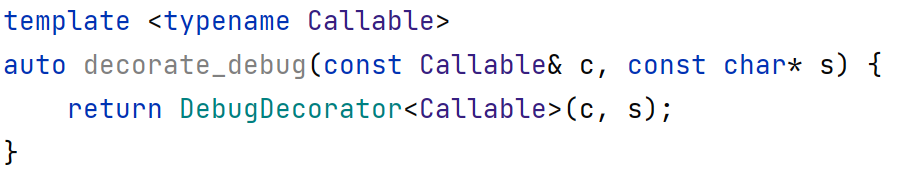 template <typename Callable>
auto decorate_debug(const Callable& c, const char* s) {
    return DebugDecorator<Callable>(c, s);
}